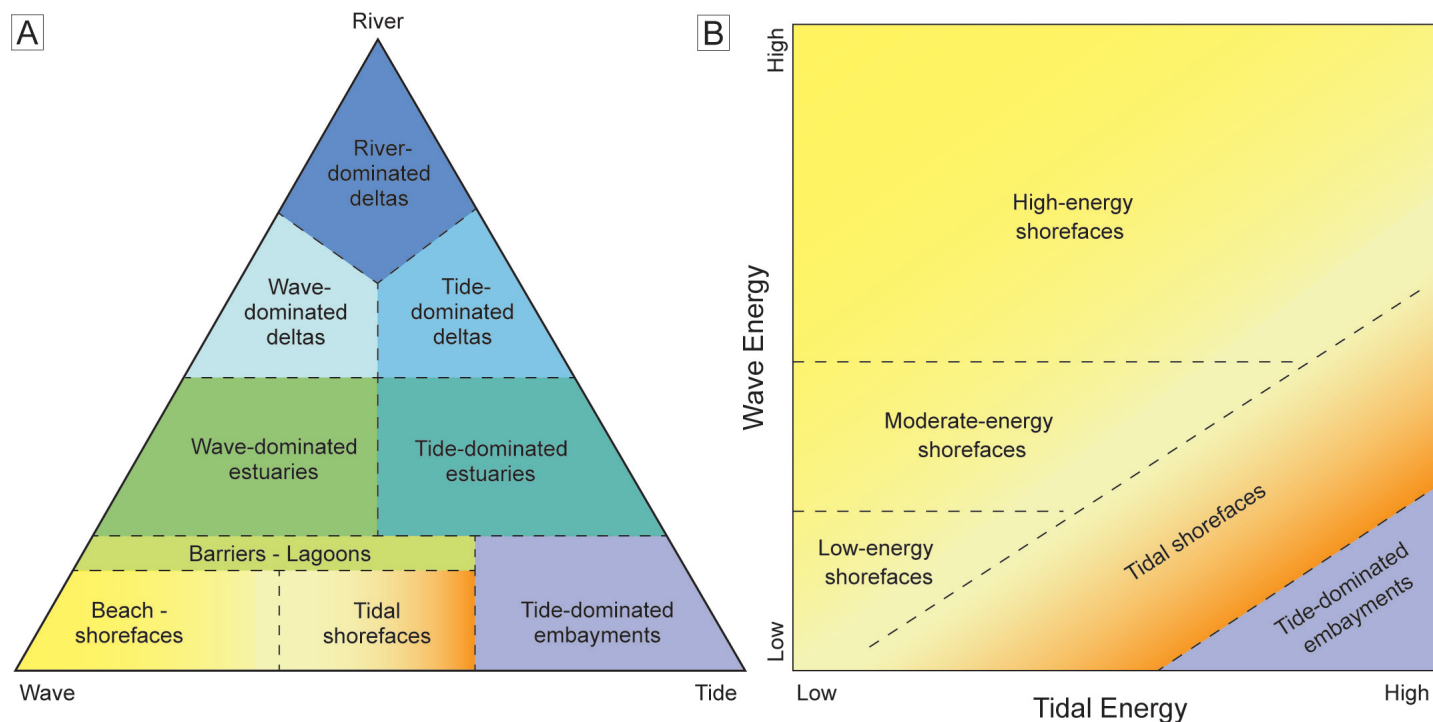 A
River
River-
dominated
deltas
Wave-
dominated
deltas
Tide-
dominated
deltas
Wave-dominated
estuaries
Tide-dominated
estuaries
Barriers - Lagoons
Beach -
shorefaces
Tidal
shorefaces
Tide-dominated
embayments
Wave
Tide
B
High
Wave Energy
Low
High-energy
shorefaces
Moderate-energy
shorefaces
Low-energy
shorefaces
Tidal shorefaces
Tide-dominated
embayments
Low
Tidal Energy
High